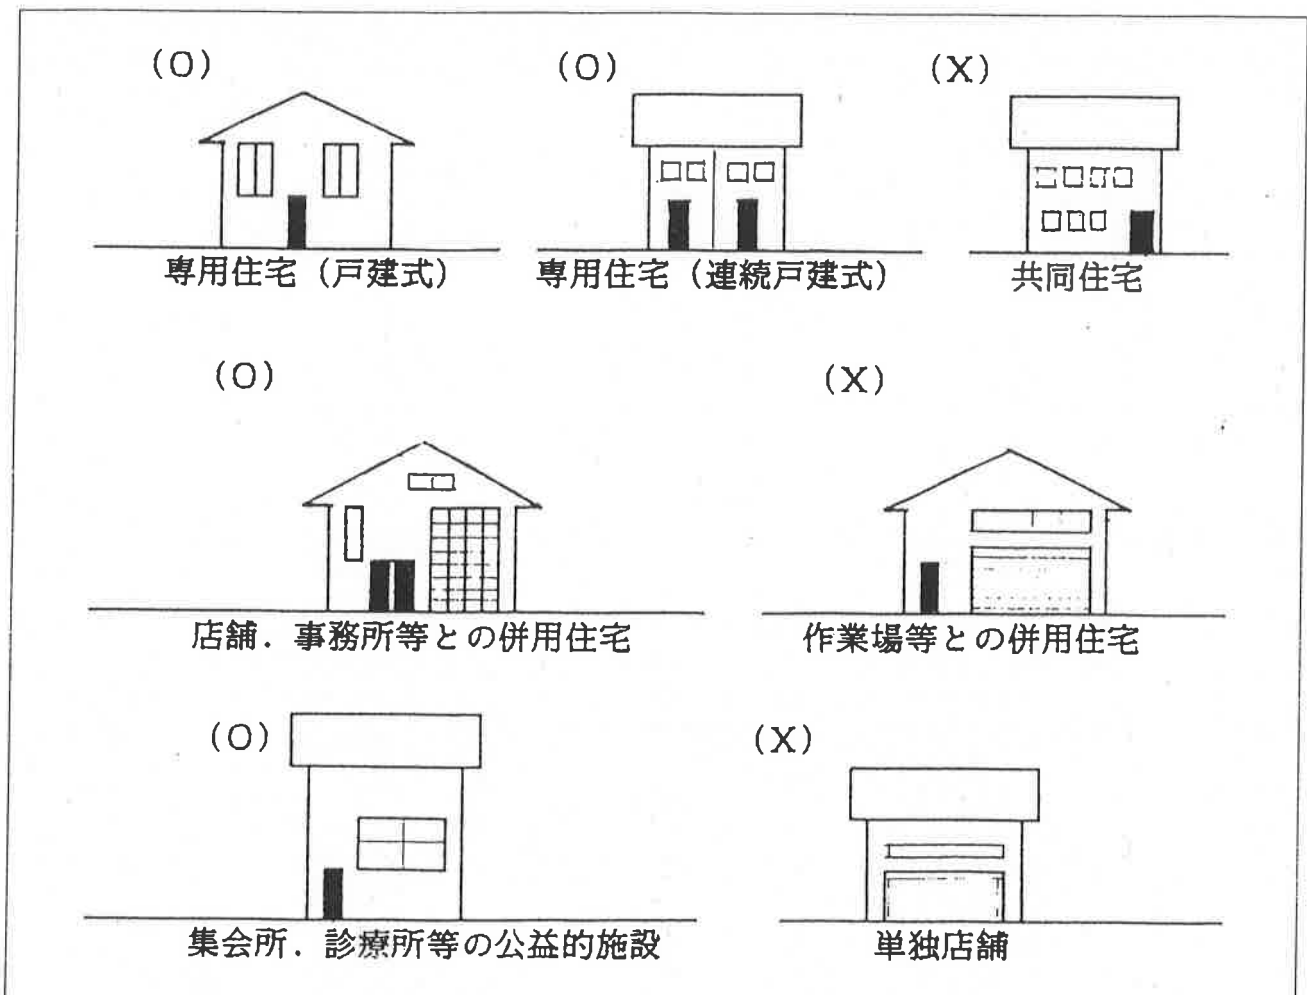 (O)
(O)
(X)
専用住宅（戸建式）
専用住宅（連続戸建式）
共同住宅
(O)
(X)
店舗．事務所等との併用住宅
作業場等との併用住宅
(O)
(X)
集会所．診療所等の公益的施設
単独店舗